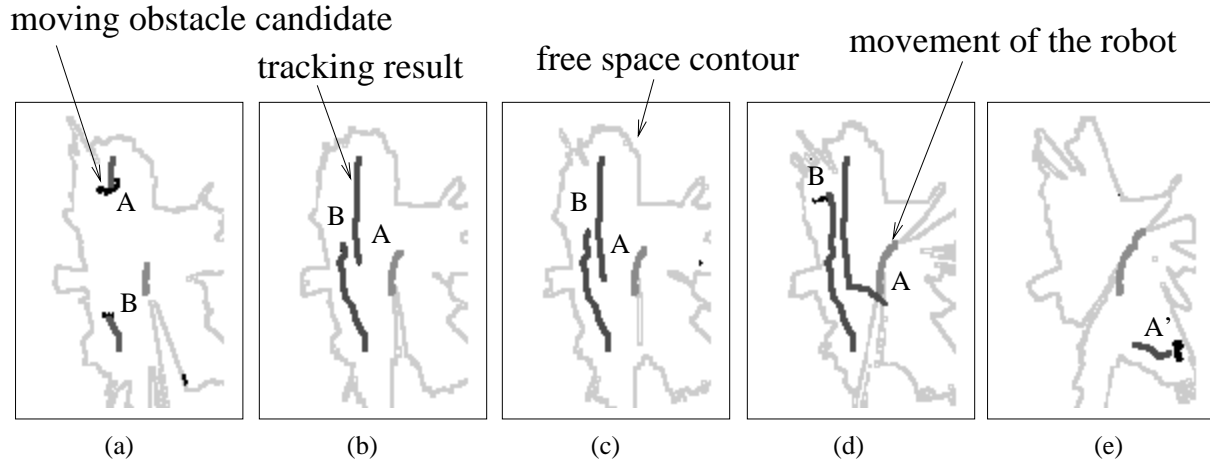 moving obstacle candidate
tracking result
free space contour
movement of the robot
A
B
B
A
B
A
B
A
A’
(a)
(b)
(c)
(d)
(e)